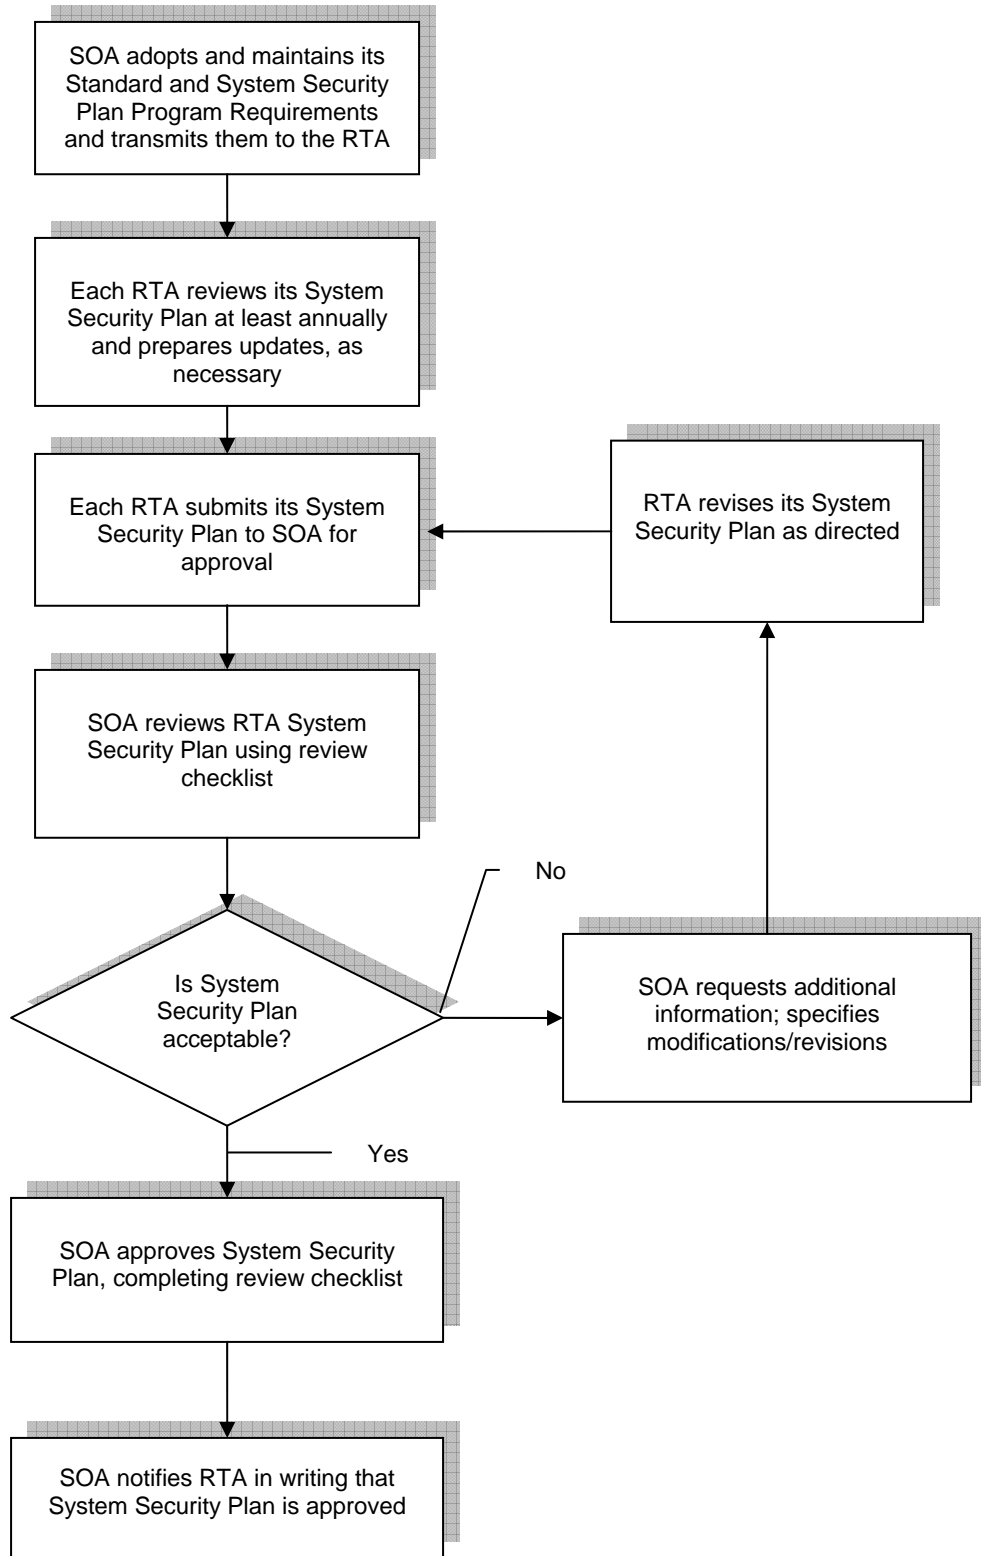 SOA adopts and maintains its
Standard and System Security
Plan Program Requirements
and transmits them to the RTA
Each RTA reviews its System
Security Plan at least annually
and prepares updates, as
necessary
Each RTA submits its System
Security Plan to SOA for
approval
RTA revises its System
Security Plan as directed
SOA reviews RTA System
Security Plan using review
checklist
No
Is System
Security Plan
acceptable?
SOA requests additional
information; specifies
modifications/revisions
Yes
SOA approves System Security
Plan, completing review checklist
SOA notifies RTA in writing that
System Security Plan is approved